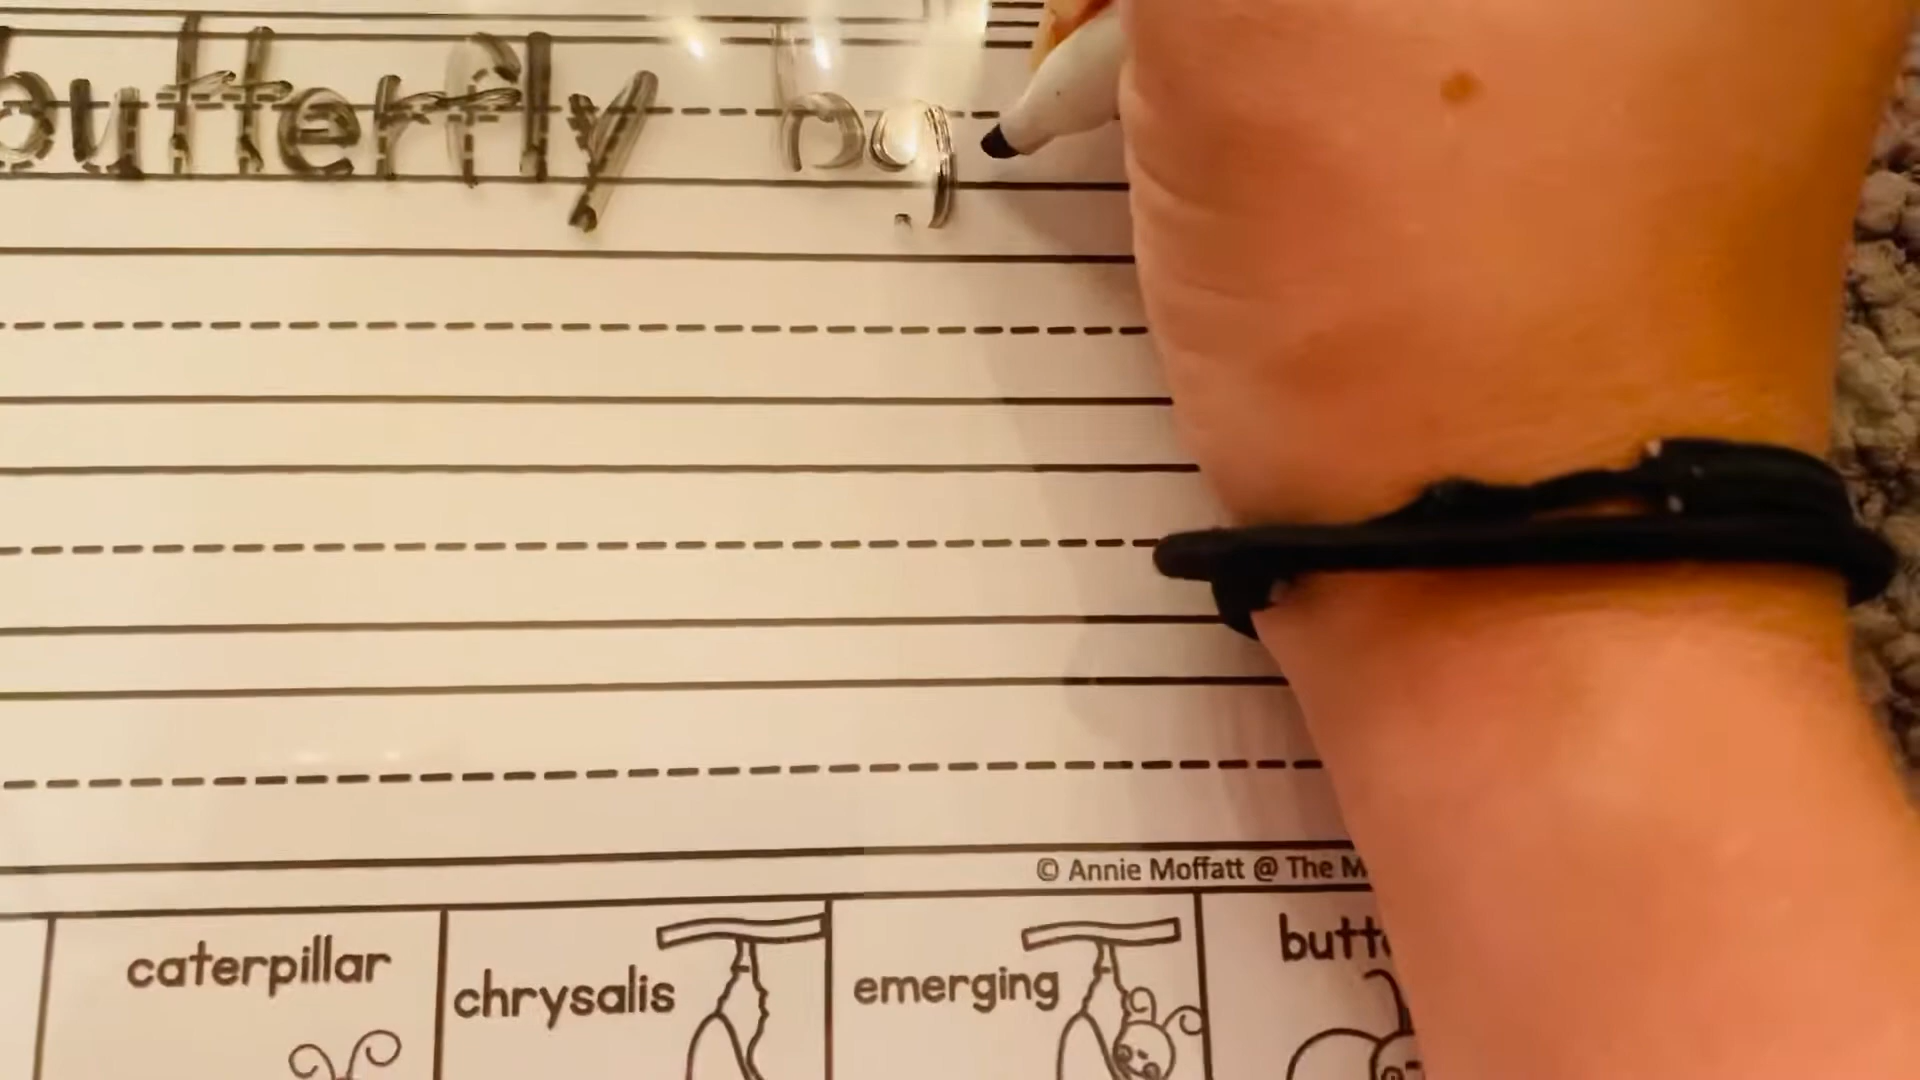 butterfly
© Annie Moffatt @ The M
caterpillar
chrysalis
emerging
butt